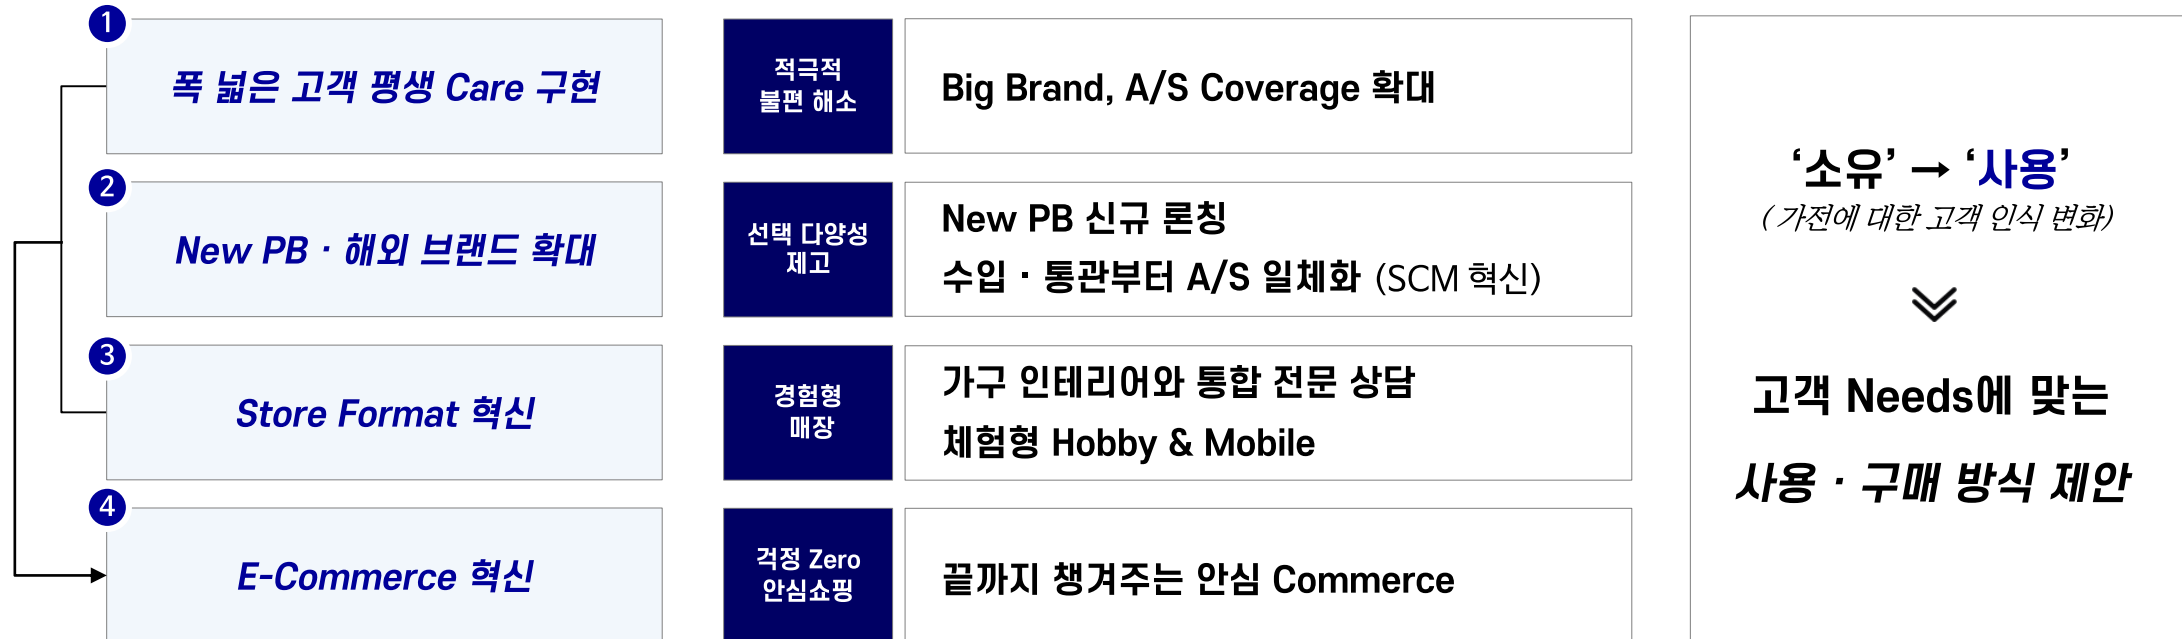 1
폭 넓은 고객 평생 Care 구현
적극적
불편 해소
Big Brand, A/S Coverage 확대
2
New PB · 해외 브랜드 확대
선택 다양성
제고
New PB 신규 론칭
수입 · 통관부터 A/S 일체화 (SCM 혁신)
3
Store Format 혁신
경험형
매장
가구 인테리어와 통합 전문 상담
체험형 Hobby & Mobile
4
E-Commerce 혁신
걱정 Zero
안심쇼핑
끝까지 챙겨주는 안심 Commerce
‘소유’ → ‘사용’
(가전에 대한 고객 인식 변화)
고객 Needs에 맞는
사용 · 구매 방식 제안